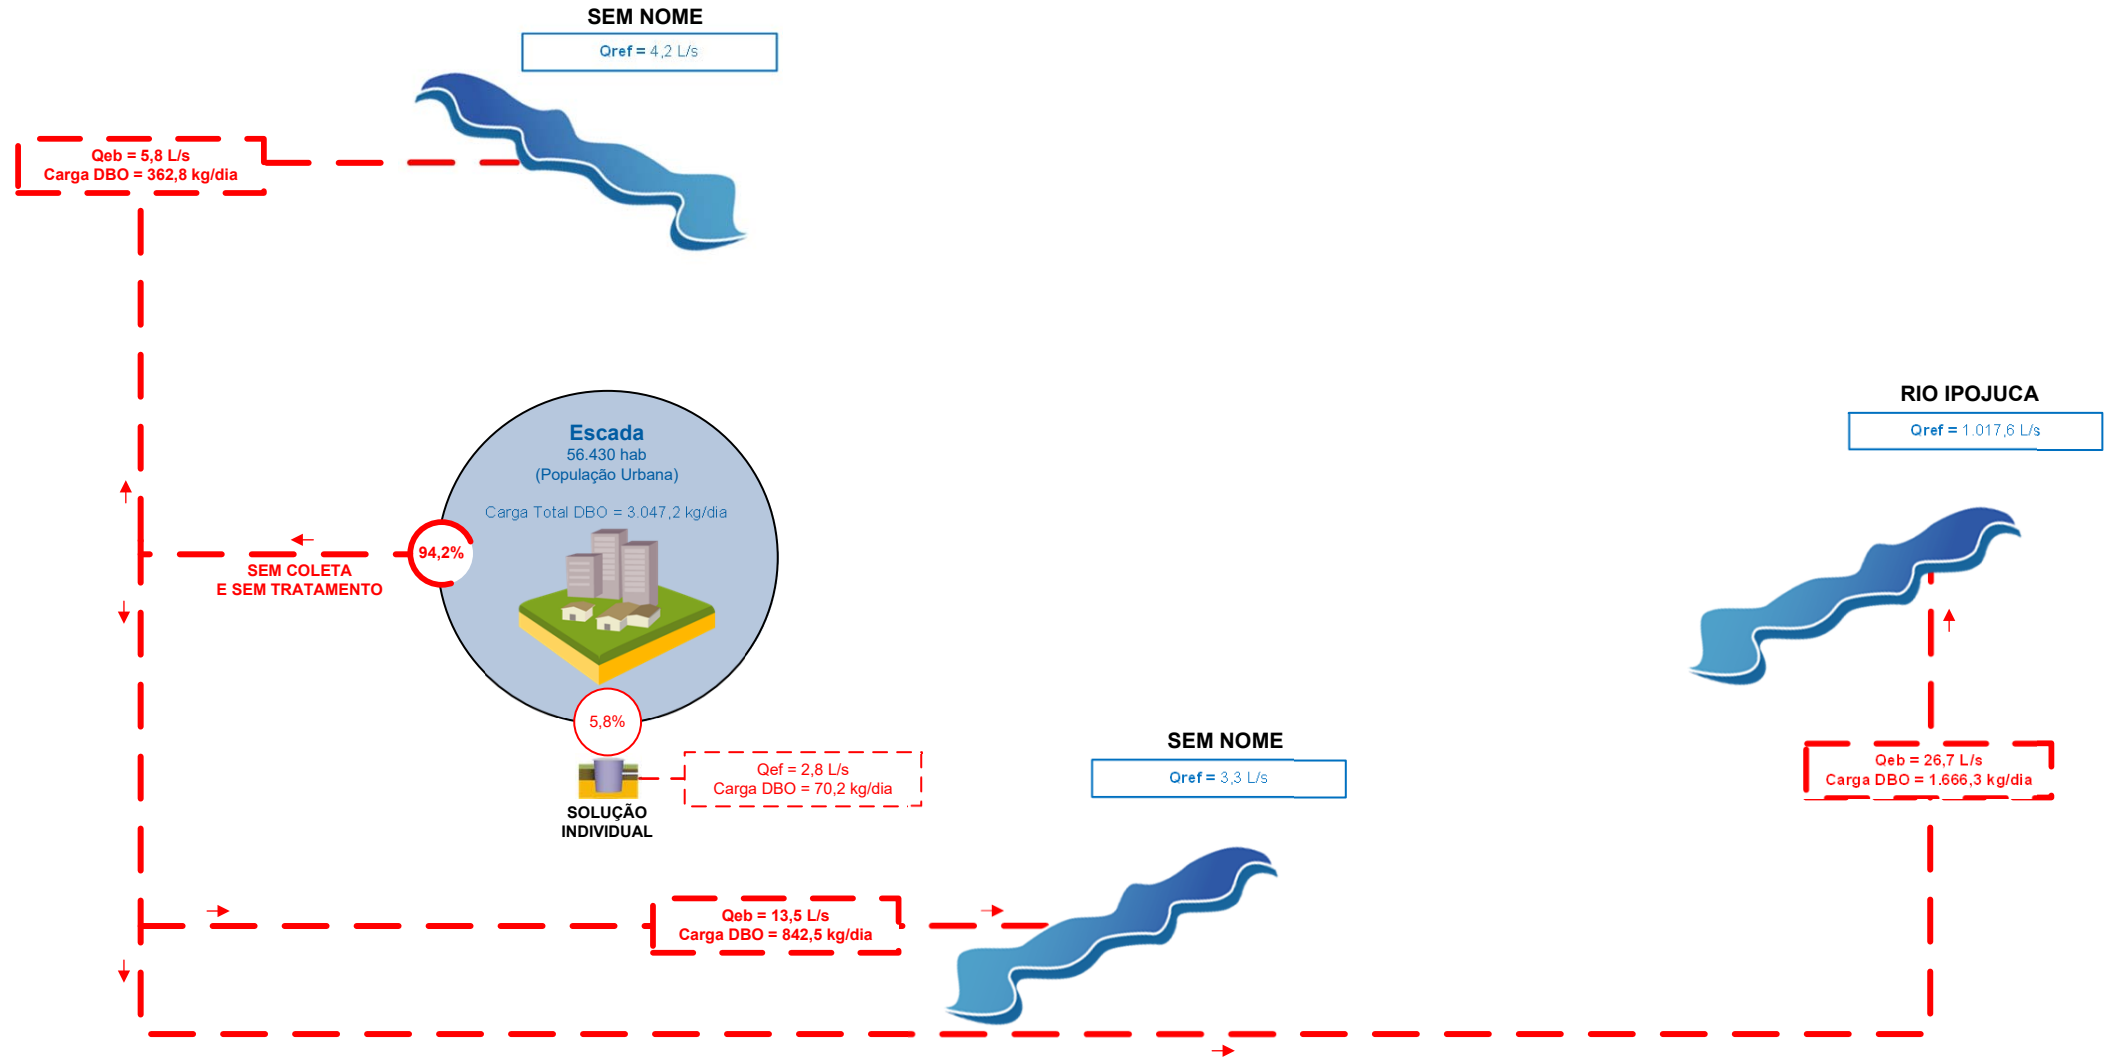 SEM NOME
Qref = 4,2 L/s
Qeb = 5,8 L/s
Carga DBO = 362,8 kg/dia
RIO IPOJUCA
Qref = 1.017,6 L/s
Escada
56.430 hab
(População Urbana)
Carga Total DBO = 3.047,2 kg/dia
94,2%
SEM COLETA
E SEM TRATAMENTO
5,8%
SOLUÇÃO
INDIVIDUAL
Qef = 2,8 L/s
Carga DBO = 70,2 kg/dia
SEM NOME
Qref = 3,3 L/s
Qeb = 26,7 L/s
Carga DBO = 1.666,3 kg/dia
Qeb = 13,5 L/s
Carga DBO = 842,5 kg/dia